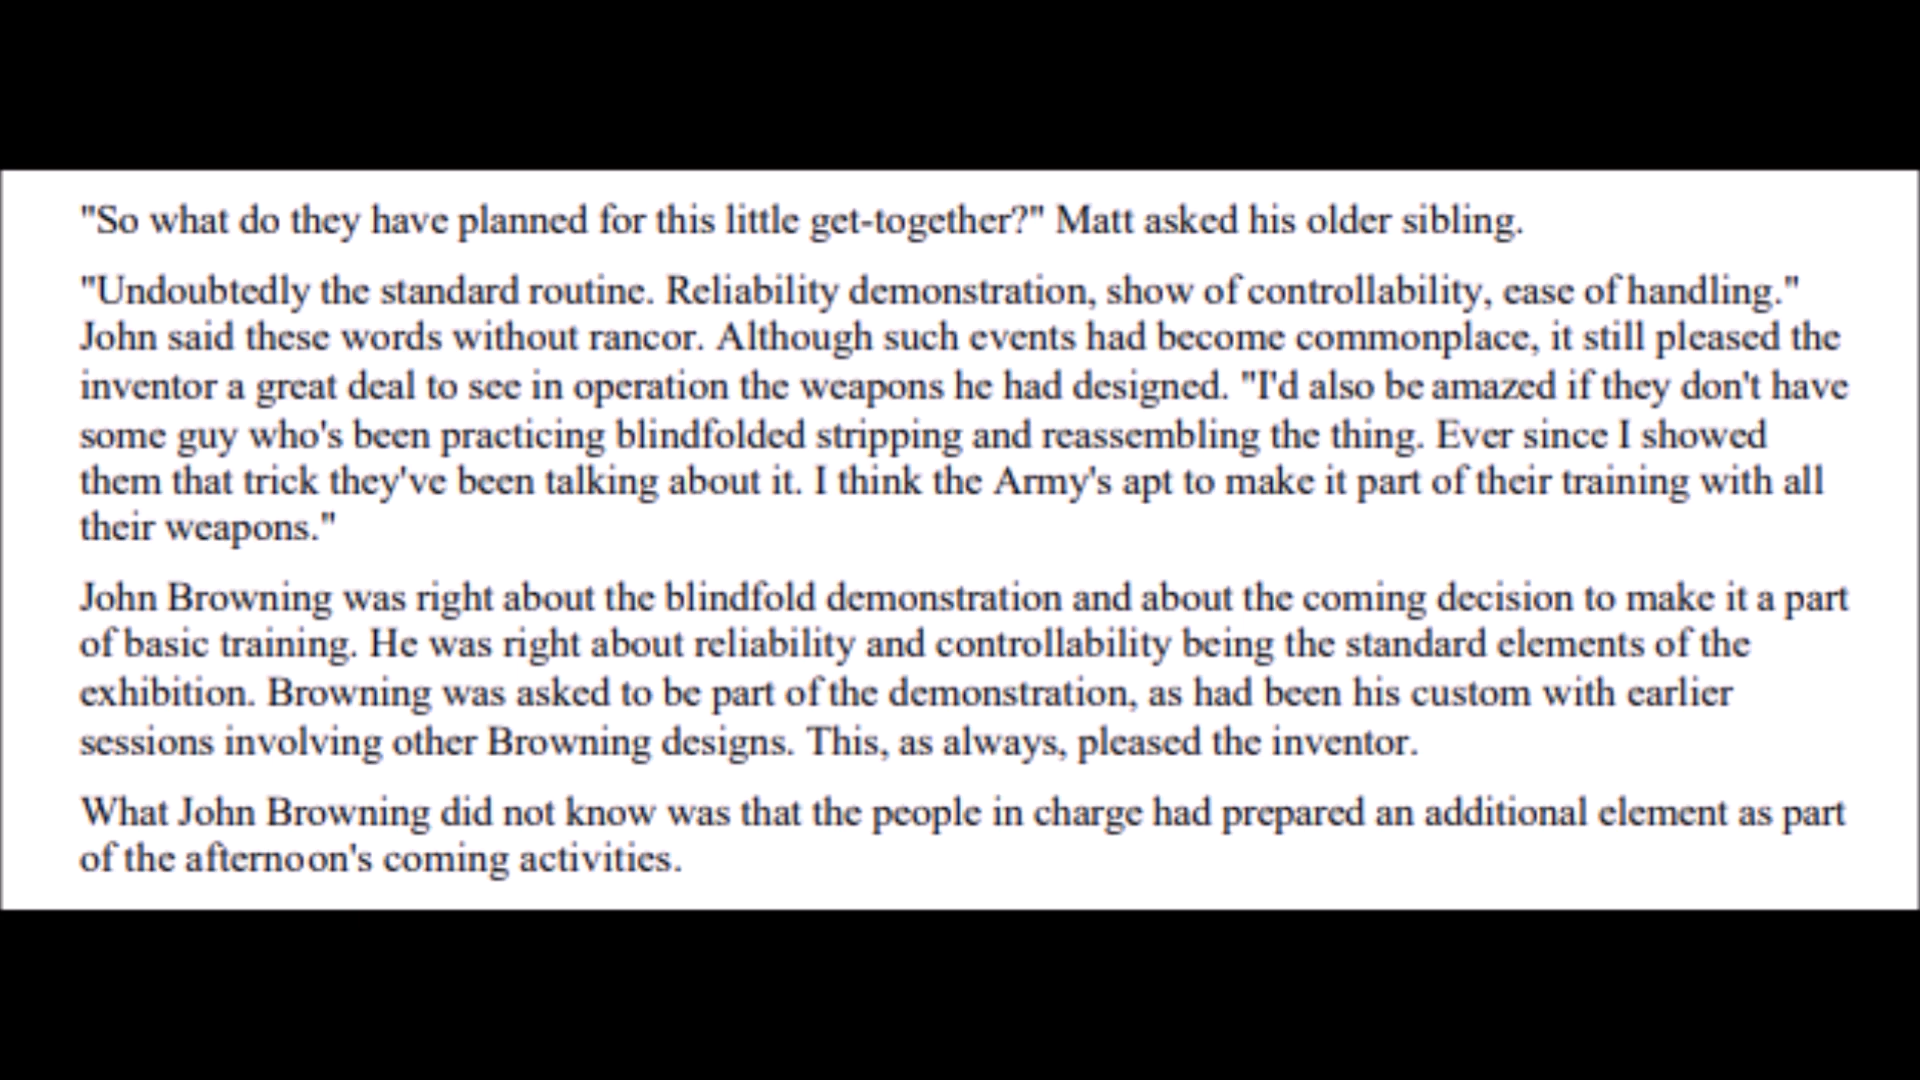 "So what do they have planned for this little get-together?" Matt asked his older sibling.
"Undoubtedly the standard routine. Reliability demonstration, show of controllability, ease of handling."
John said these words without rancor. Although such events had become commonplace, it still pleased the
inventor a great deal to see in operation the weapons he had designed. "I'd also be amazed if they don't have
some guy who's been practicing blindfolded stripping and reassembling the thing. Ever since I showed
them that trick they've been talking about it. I think the Army's apt to make it part of their training with all
their weapons."
John Browning was right about the blindfold demonstration and about the coming decision to make it a part
of basic training. He was right about reliability and controllability being the standard elements of the
exhibition. Browning was asked to be part of the demonstration, as had been his custom with earlier
sessions involving other Browning designs. This, as always, pleased the inventor.
What John Browning did not know was that the people in charge had prepared an additional element as part
of the afternoon's coming activities.